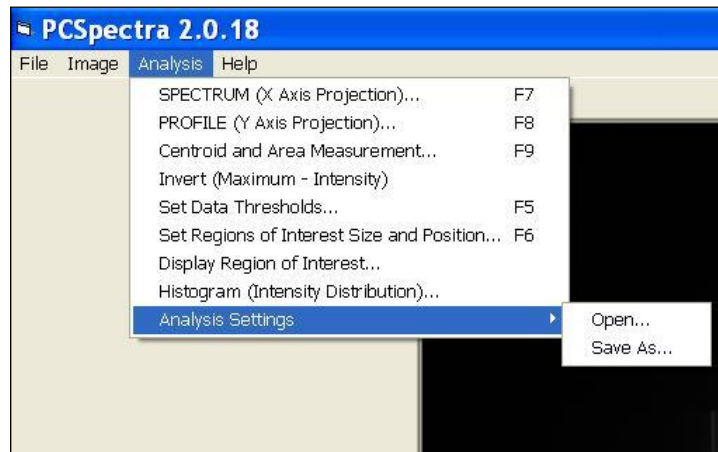 PCSpectra 2.0.18
File Image Analysis Help
SPECTRUM (X Axis Projection)... F7
PROFILE (Y Axis Projection)... F8
Centroid and Area Measurement... F9
Invert (Maximum - Intensity)
Set Data Thresholds... F5
Set Regions of Interest Size and Position... F6
Display Region of Interest...
Histogram (Intensity Distribution)...
Analysis Settings
Open...
Save As...